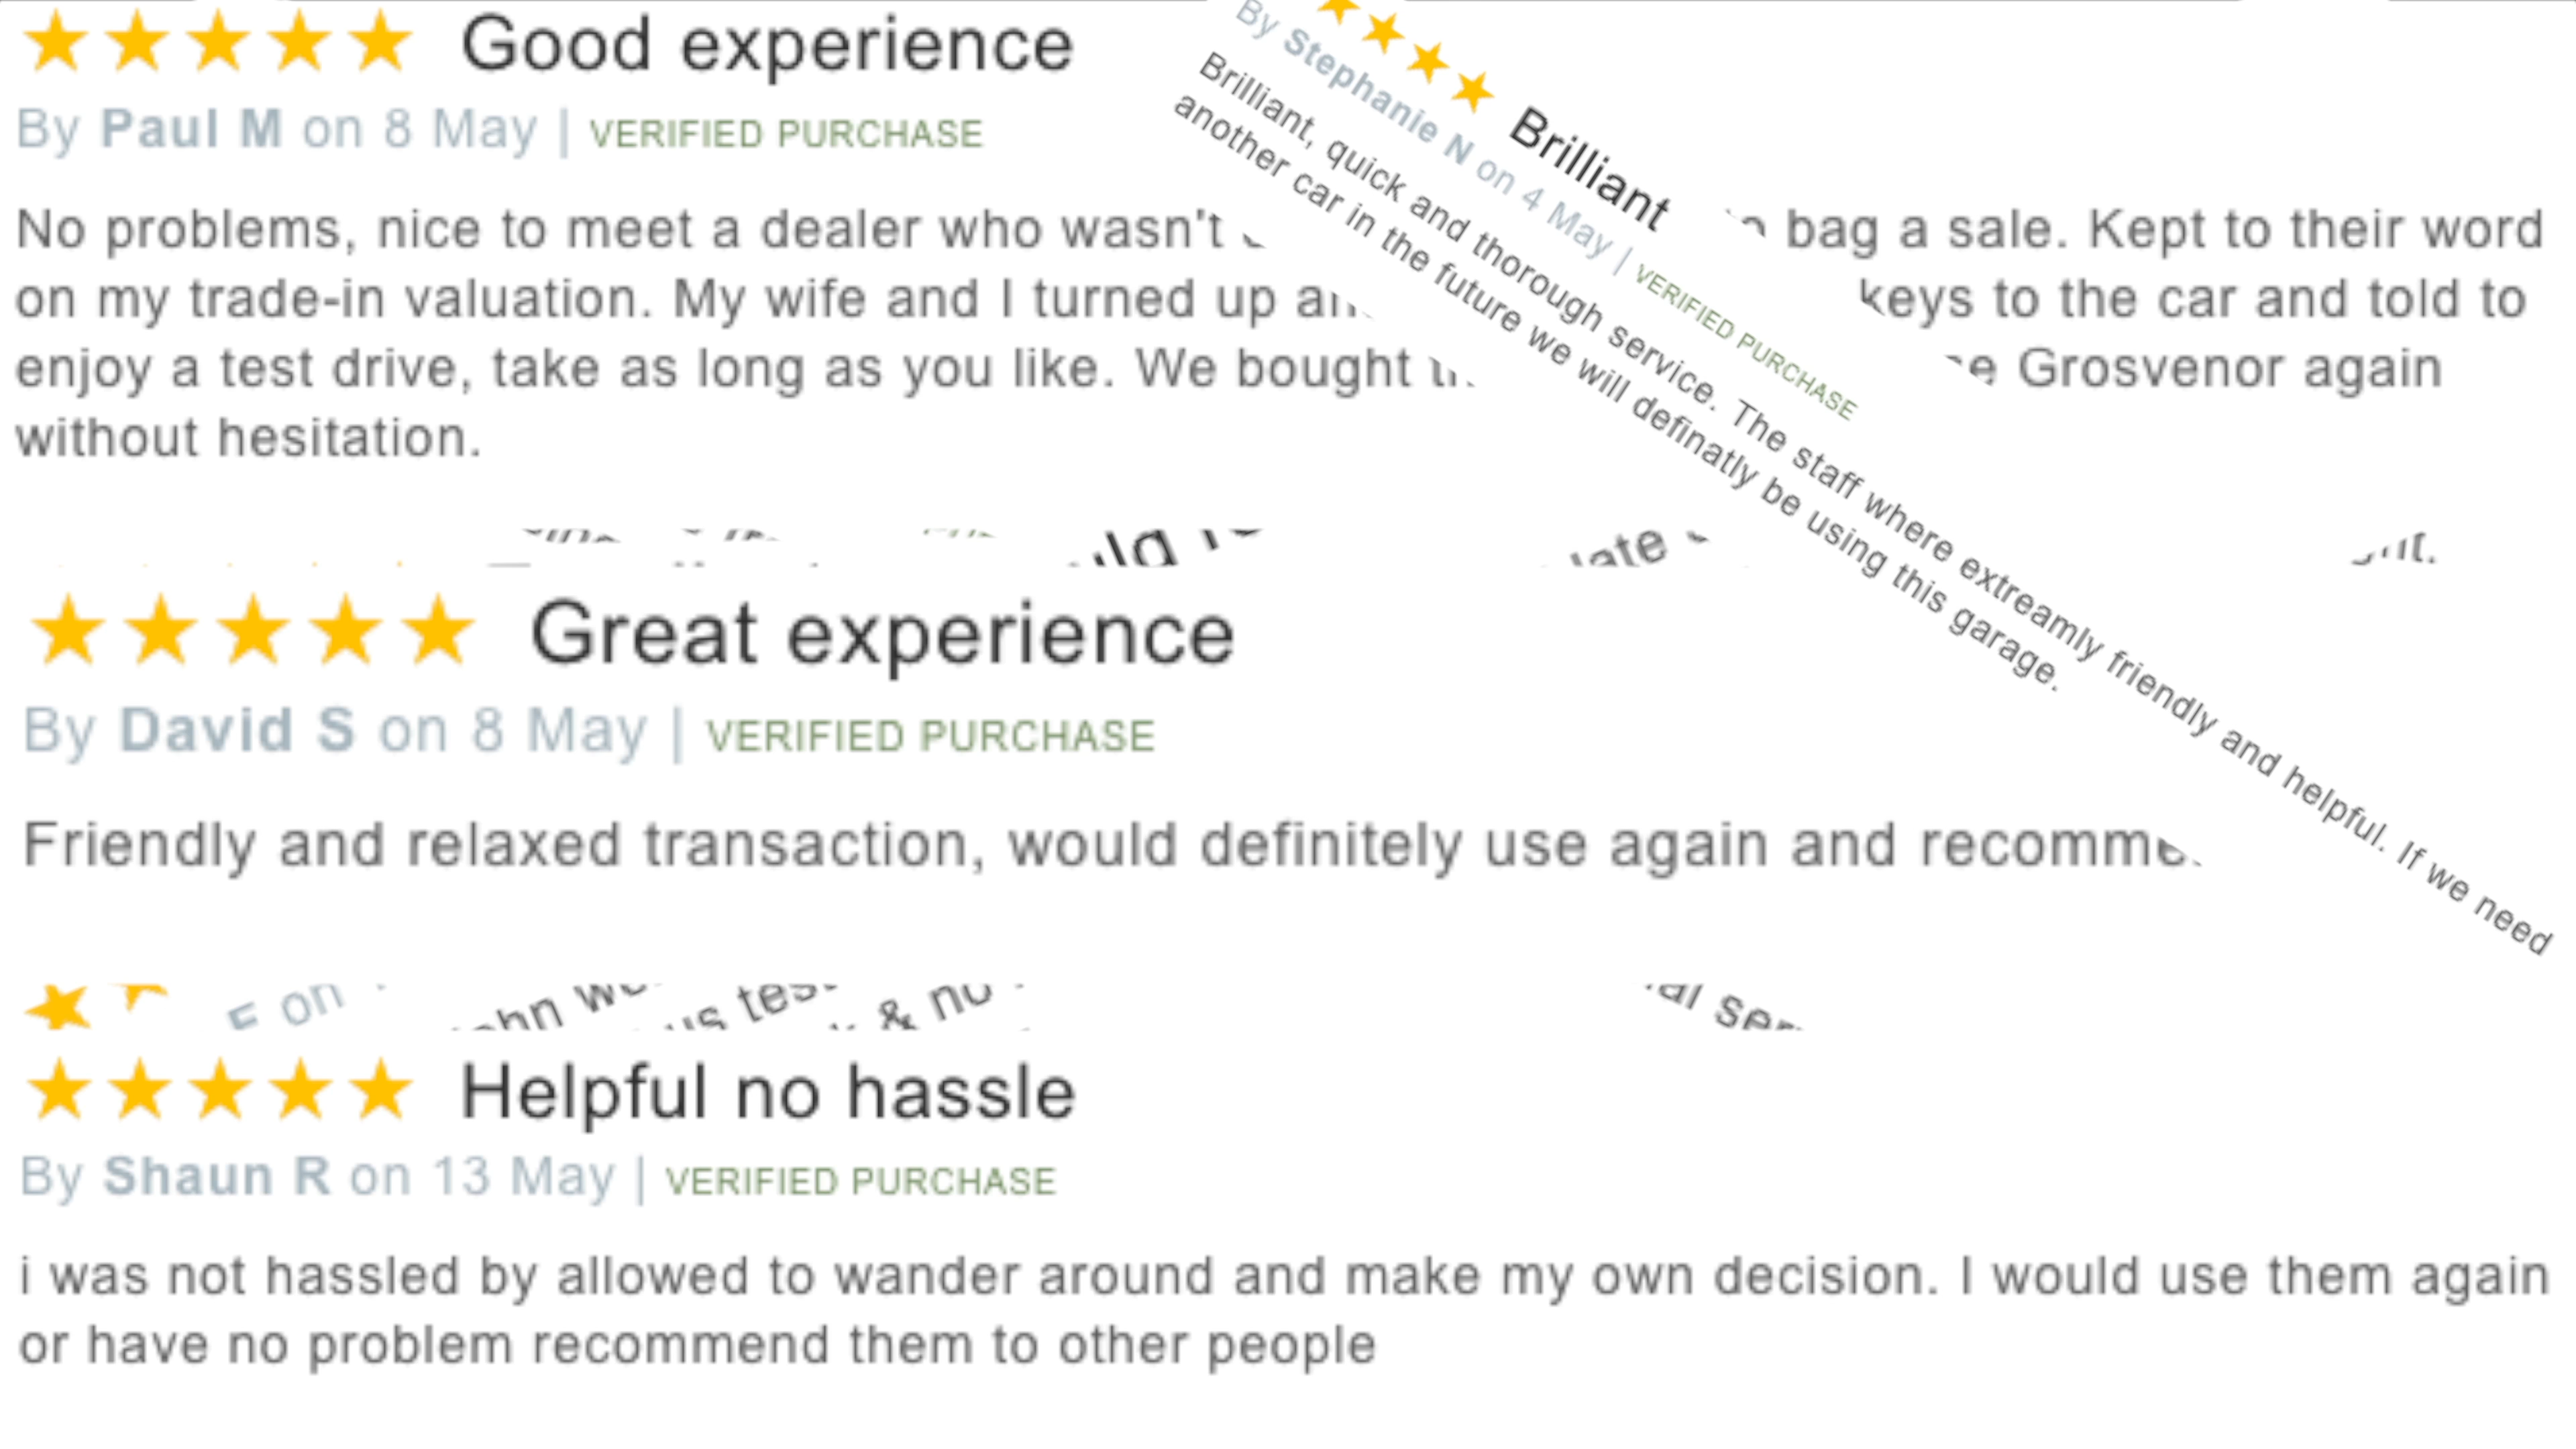 Good experience
By Paul M on 8 May | VERIFIED PURCHASE
No problems, nice to meet a dealer who wasn't bag a sale. Kept to their word
on my trade-in valuation. My wife and I turned up keys to the car and told to
enjoy a test drive, take as long as you like. We bought Grosvenor again
without hesitation.
Brilliant
By Stephanie N on 4 May | VERIFIED PURCHASE
Brilliant, quick and thorough service. The staff where extreamly friendly and helpful. If we need
another car in the future we will definatly be using this garage.
Great experience
By David S on 8 May | VERIFIED PURCHASE
Friendly and relaxed transaction, would definitely use again and
Helpful no hassle
By Shaun R on 13 May | VERIFIED PURCHASE
i was not hassled by allowed to wander around and make my own decision. I would use them again
or have no problem recommend them to other people